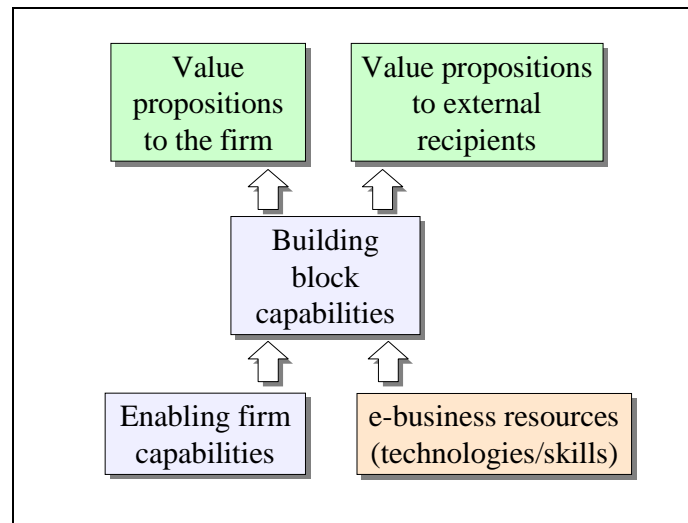 Value
propositions
to the firm
Value propositions
to external
recipients
Building
block
capabilities
Enabling firm
capabilities
e-business resources
(technologies/skills)